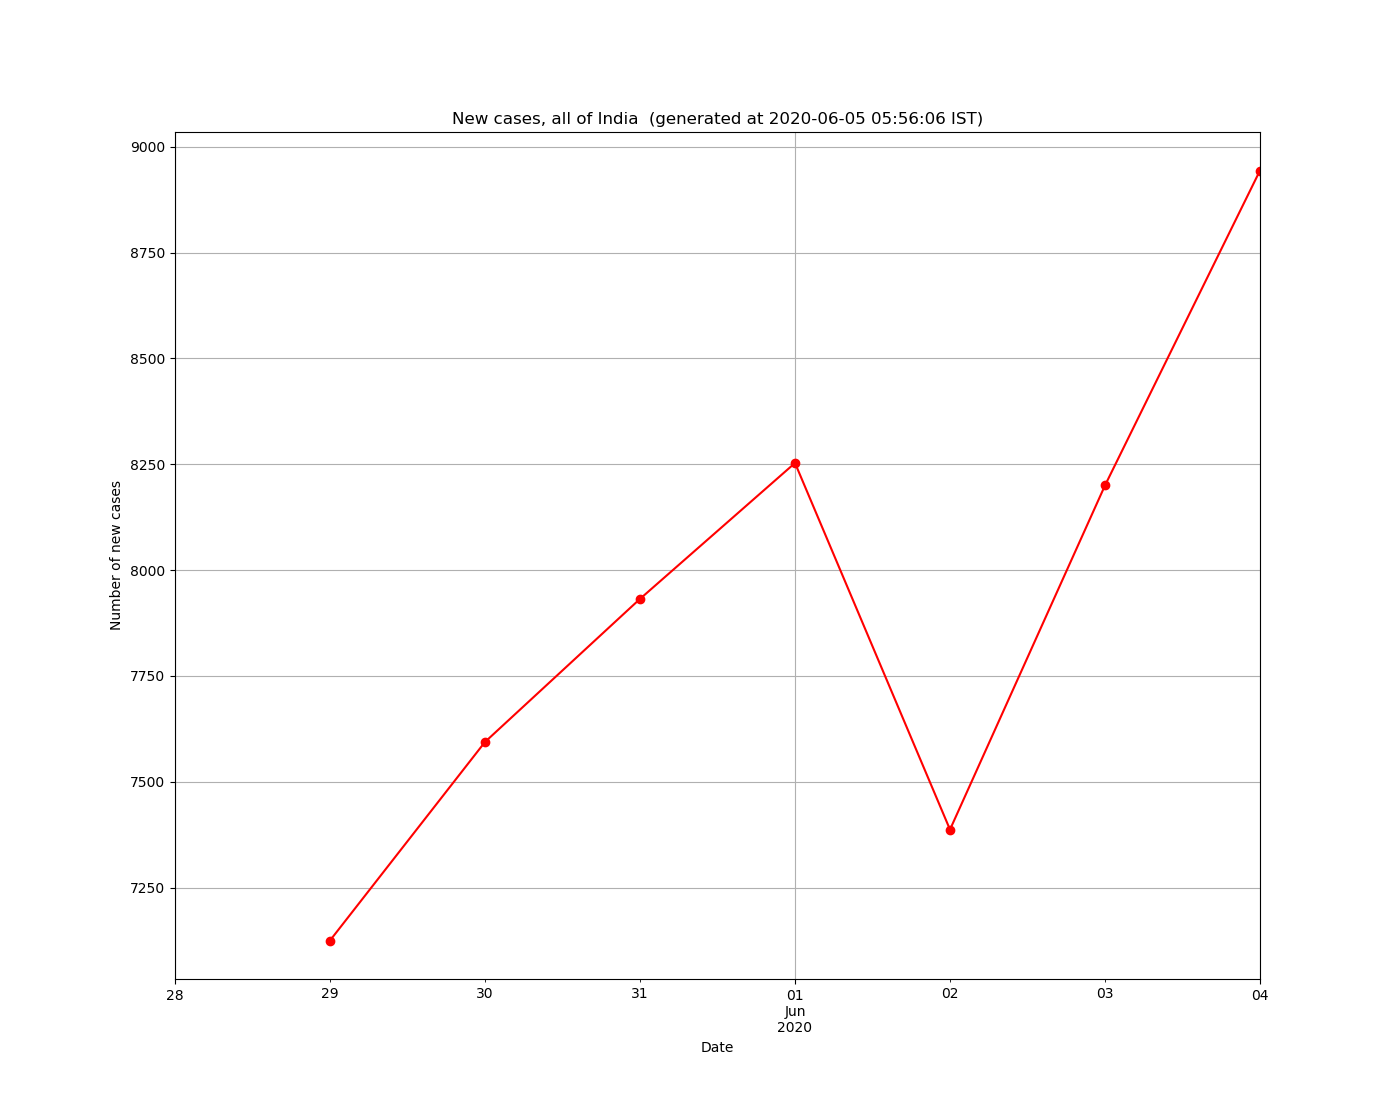 New cases, all of India  (generated at 2020-06-05 05:56:06 IST)
9000
8750
8500
8250
8000
7750
7500
7250
Number of new cases
28 29 30 31 01 02 03 04
Jun
2020
Date